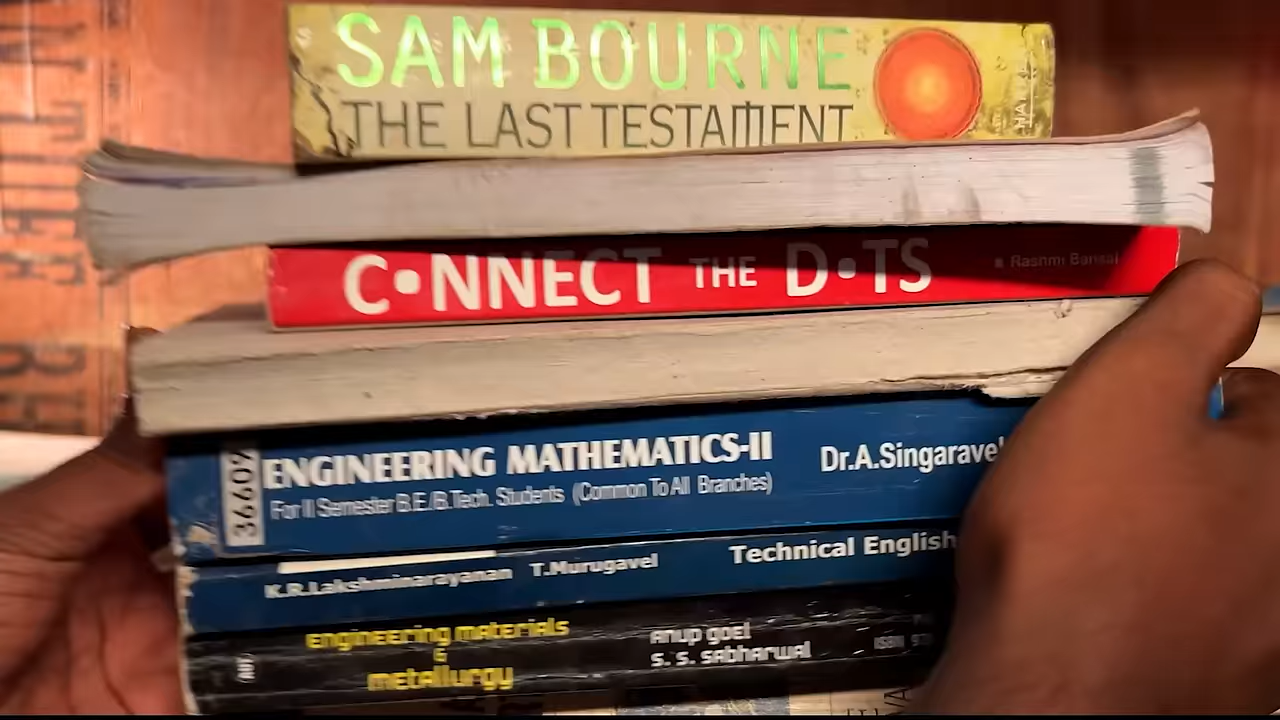 SAM BOURNE
THE LAST TESTAMENT
C•NNECT THE D•TS
Rashmi Bansal
36607
ENGINEERING MATHEMATICS-II
Dr.A.Singaravel
For II Semester B.E./B.Tech. Students (Common To All Branches)
K.R.Lakshminarayanan T.Murugavel
Technical English
engineering materials
&
metallurgy
anup goel
s. s. sabharwal